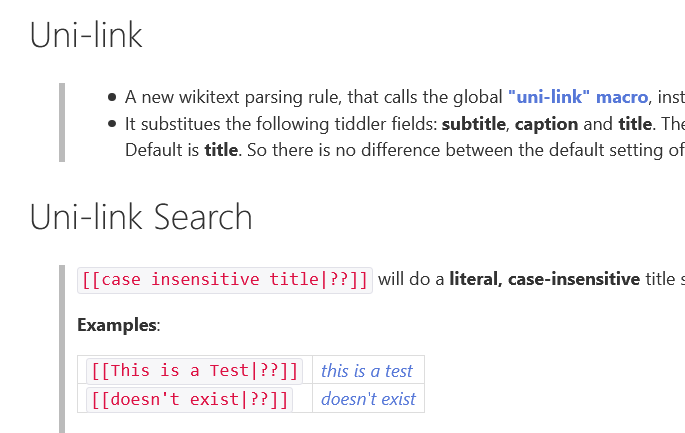 Uni-link
• A new wikitext parsing rule, that calls the global "uni-link" macro, inst
• It substitues the following tiddler fields: subtitle, caption and title. The
Default is title. So there is no difference between the default setting of
Uni-link Search
[[case insensitive title|??]] will do a literal, case-insensitive title s
Examples:
[[This is a Test|??]] this is a test
[[doesn't exist|??]] doesn't exist